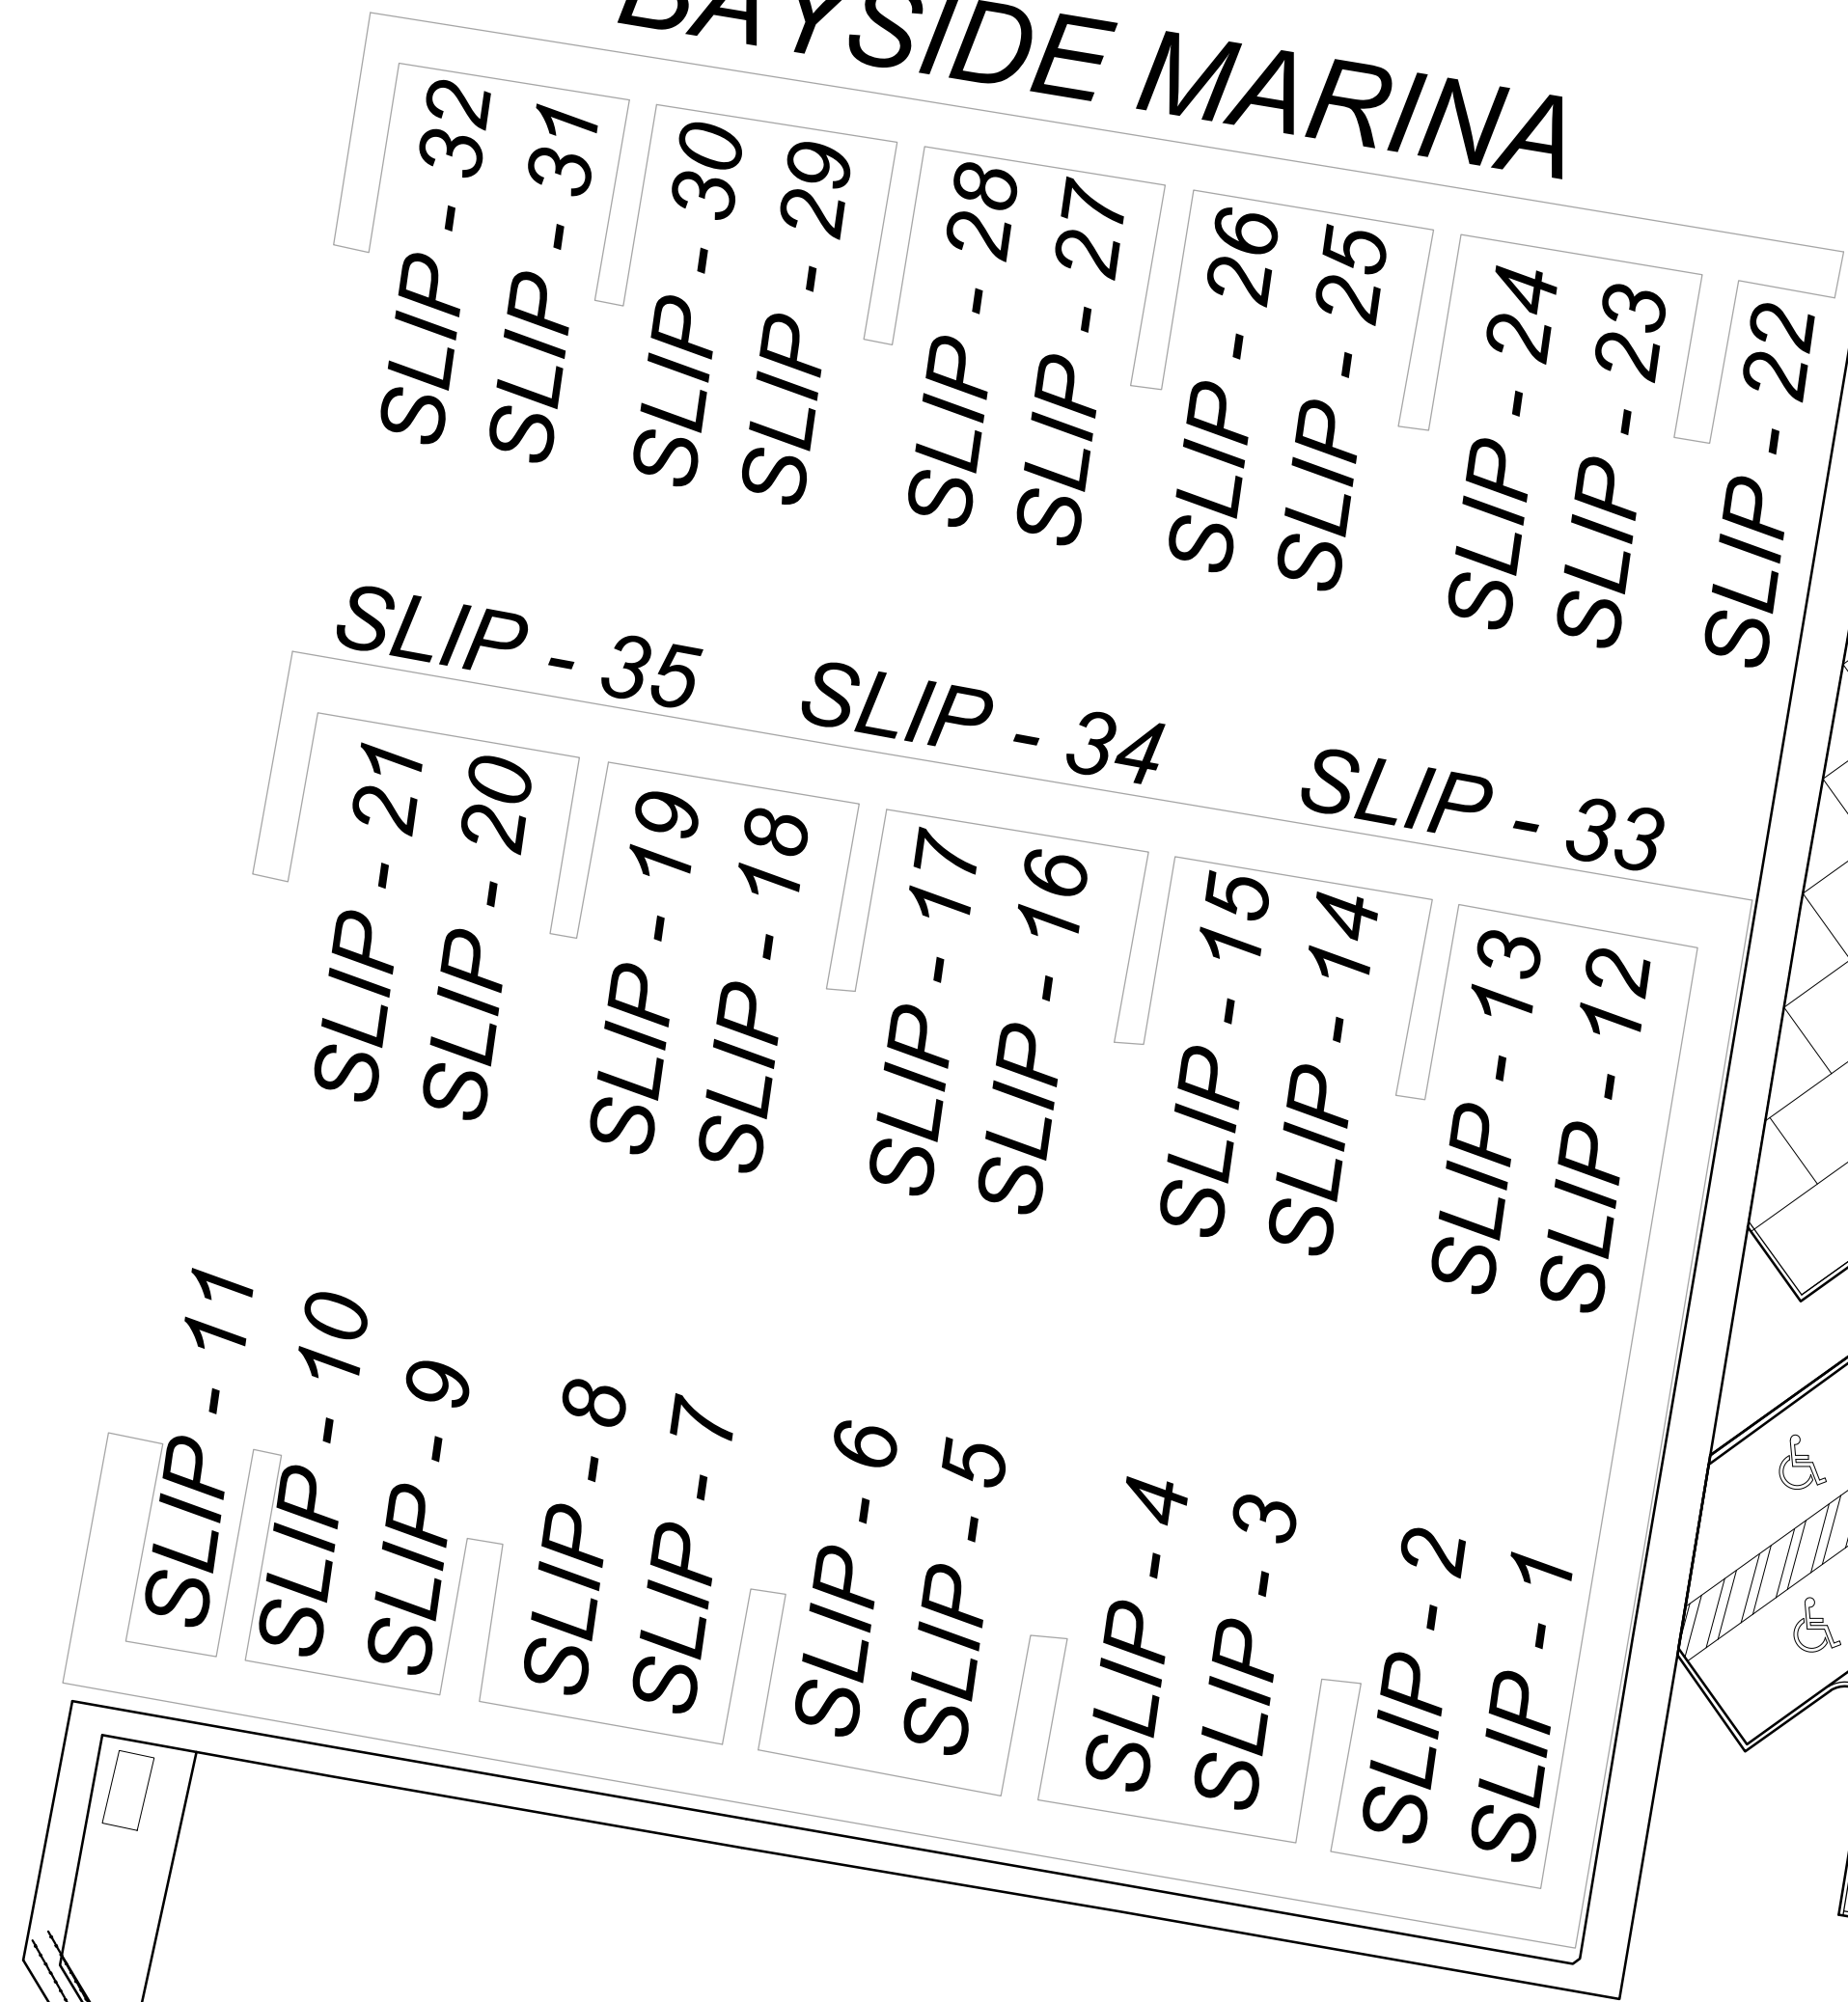 BAYSIDE MARINA
SLIP - 32
SLIP - 31
SLIP - 30
SLIP - 29
SLIP - 28
SLIP - 27
SLIP - 26
SLIP - 25
SLIP - 24
SLIP - 23
SLIP - 22
SLIP - 35
SLIP - 34
SLIP - 33
SLIP - 21
SLIP - 20
SLIP - 19
SLIP - 18
SLIP - 17
SLIP - 16
SLIP - 15
SLIP - 14
SLIP - 13
SLIP - 12
SLIP - 11
SLIP - 10
SLIP - 9
SLIP - 8
SLIP - 7
SLIP - 6
SLIP - 5
SLIP - 4
SLIP - 3
SLIP - 2
SLIP - 1